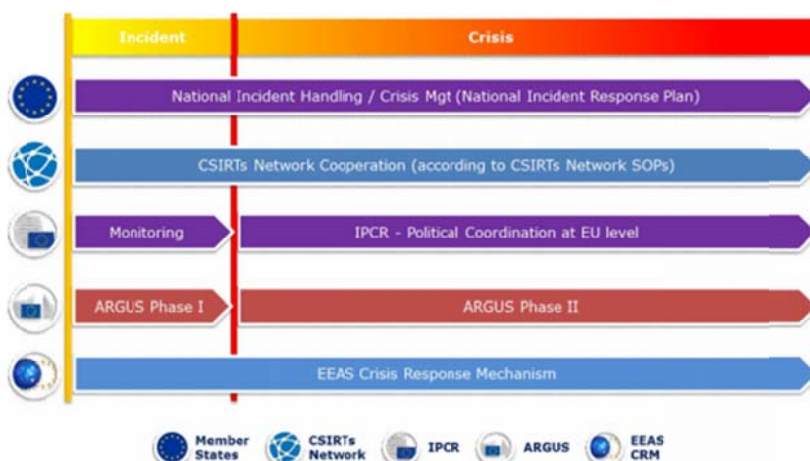 Incident
Crisis
National Incident Handling / Crisis Mgt (National Incident Response Plan)
CSIRTs Network Cooperation (according to CSIRTs Network SOPs)
Monitoring
IPCR – Political Coordination at EU level
ARGUS Phase I
ARGUS Phase II
EEAS Crisis Response Mechanism
Member
States
CSIRTs
Network
IPCR
ARGUS
EEAS
CRM